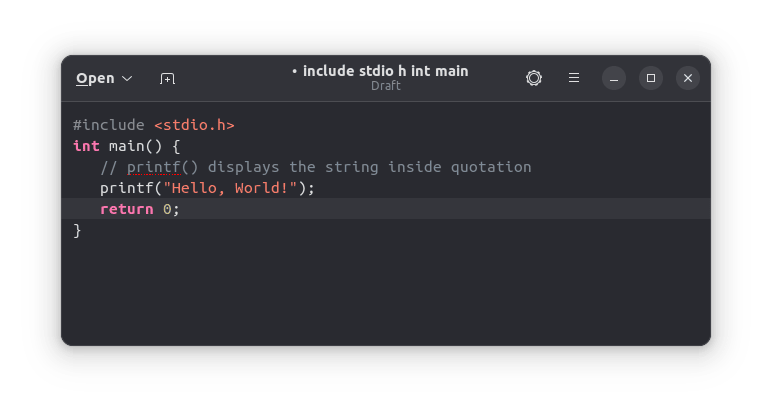 Open
• include stdio h int main
Draft
#include <stdio.h>
int main() {
   // printf() displays the string inside quotation
   printf("Hello, World!");
   return 0;
}